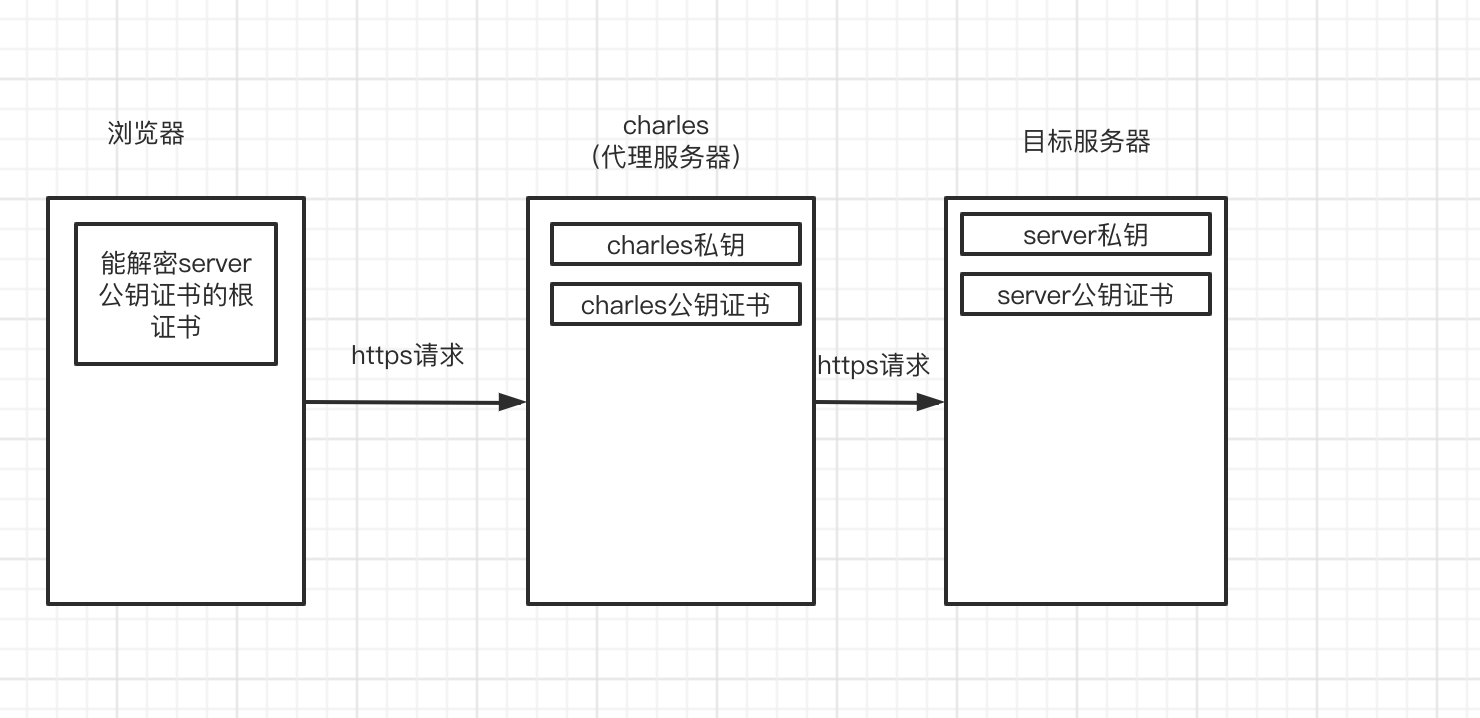 浏览器
charles
（代理服务器）
目标服务器
能解密server
公钥证书的根
证书
charles私钥
charles公钥证书
server私钥
server公钥证书
https请求
https请求